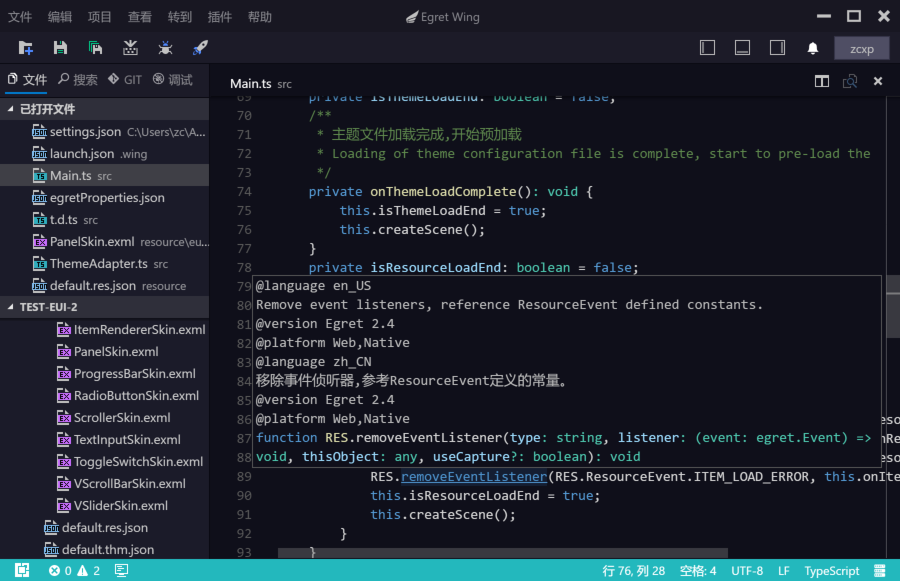 文件 编辑 项目 查看 转到 插件 帮助 Egret Wing
zcxp
文件 搜索 GIT 调试
Main.ts src
已打开文件
settings.json C:\Users\zc\A...
launch.json .wing
Main.ts src
egretProperties.json
t.d.ts src
PanelSkin.exml resource\eu...
ThemeAdapter.ts src
default.res.json resource
TEST-EUI-2
ItemRendererSkin.exml
PanelSkin.exml
ProgressBarSkin.exml
RadioButtonSkin.exml
ScrollerSkin.exml
TextInputSkin.exml
ToggleSwitchSkin.exml
VScrollBarSkin.exml
VSliderSkin.exml
default.res.json
default.thm.json
69 private isThemeLoadEnd: boolean = false;
70 /**
71 * 主题文件加载完成,开始预加载
72 * Loading of theme configuration file is complete, start to pre-load the
73 */
74 private onThemeLoadComplete(): void {
75 this.isThemeLoadEnd = true;
76 this.createScene();
77 }
78 private isResourceLoadEnd: boolean = false;
79 @language en_US
80 Remove event listeners, reference ResourceEvent defined constants.
81 @version Egret 2.4
82 @platform Web,Native
83 @language zh_CN
84 移除事件侦听器,参考ResourceEvent定义的常量。
85 @version Egret 2.4
86 @platform Web,Native eso
87 function RES.removeEventListener(type: string, listener: (event: egret.Event) => nRe
88 void, thisObject: any, useCapture?: boolean): void eso
89 RES.removeEventListener(RES.ResourceEvent.ITEM_LOAD_ERROR, this.onIte
90 this.isResourceLoadEnd = true;
91 this.createScene();
92 }
93 }
0 2 行 76, 列 28 空格: 4 UTF-8 LF TypeScript